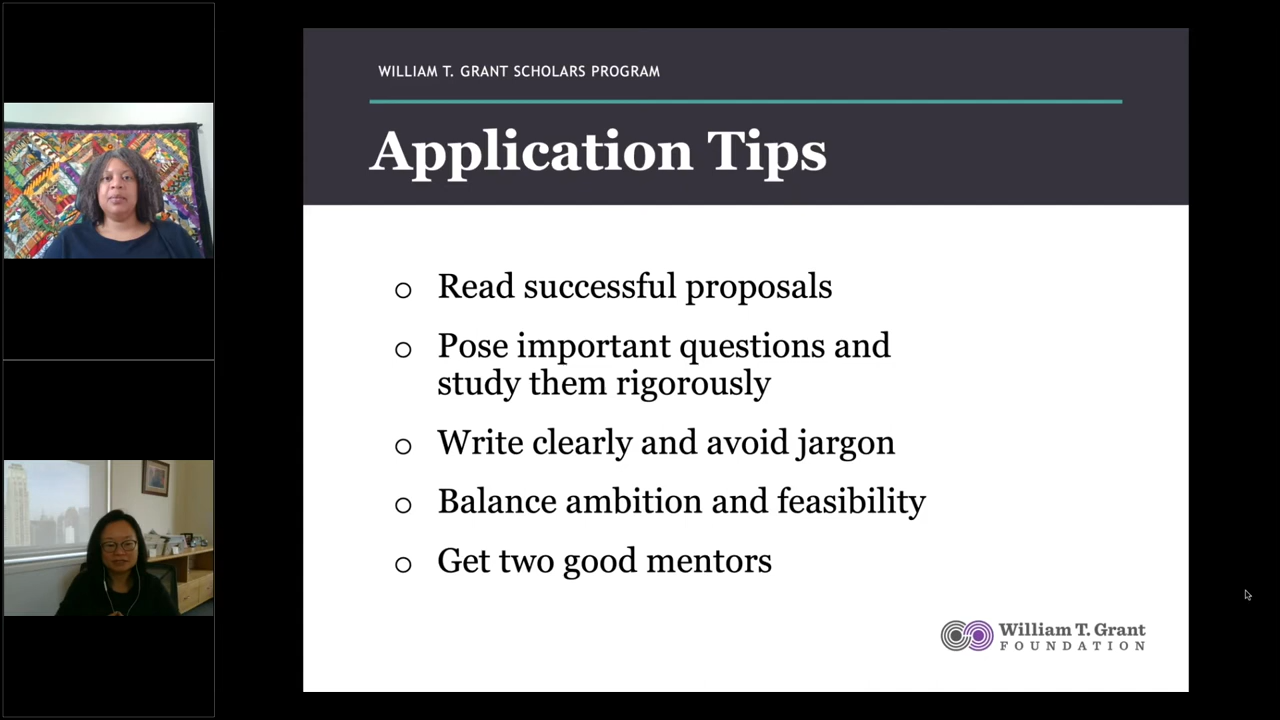 WILLIAM T. GRANT SCHOLARS PROGRAM
Application Tips
Read successful proposals
Pose important questions and
study them rigorously
Write clearly and avoid jargon
Balance ambition and feasibility
Get two good mentors
William T. Grant
FOUNDATION